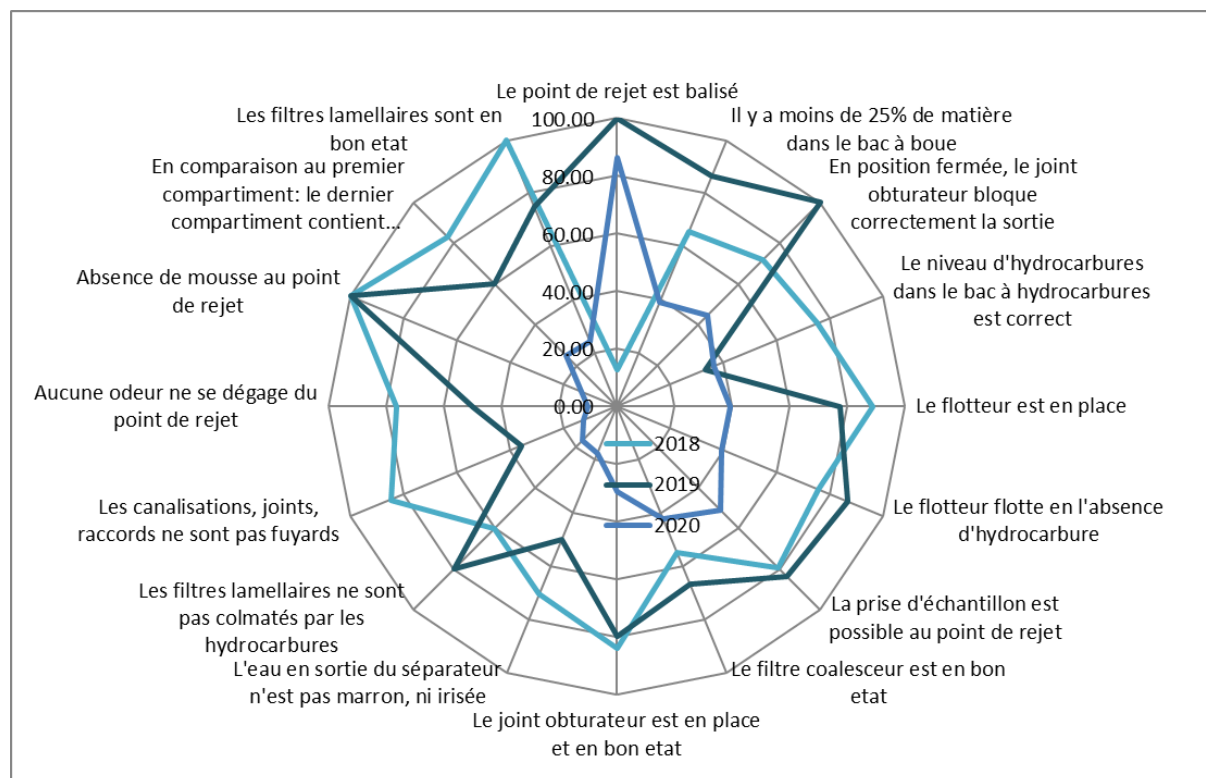 Le point de rejet est balisé
Il y a moins de 25% de matière
dans le bac à boue
En position fermée, le joint
obturateur bloque
correctement la sortie
Le niveau d'hydrocarbures
dans le bac à hydrocarbures
est correct
Le flotteur est en place
Le flotteur flotte en l'absence
d'hydrocarbure
La prise d'échantillon est
possible au point de rejet
Le filtre coalesceur est en bon
etat
Le joint obturateur est en place
et en bon etat
L'eau en sortie du séparateur
n'est pas marron, ni irisée
Les filtres lamellaires ne sont
pas colmatés par les
hydrocarbures
Les canalisations, joints,
raccords ne sont pas fuyards
Aucune odeur ne se dégage du
point de rejet
Absence de mousse au point
de rejet
En comparaison au premier
compartiment: le dernier
compartiment contient...
Les filtres lamellaires sont en
bon etat
100.00
80.00
60.00
40.00
20.00
0.00
2018
2019
2020